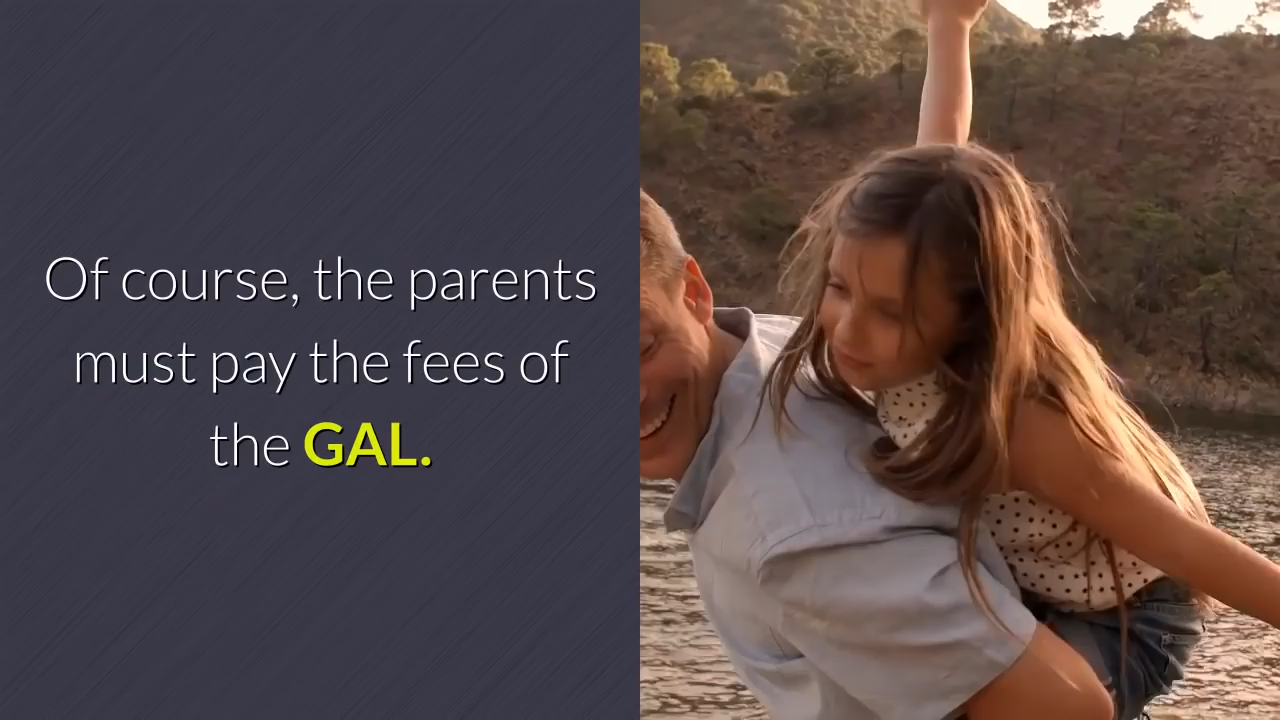 Of course, the parents
must pay the fees of
the GAL.